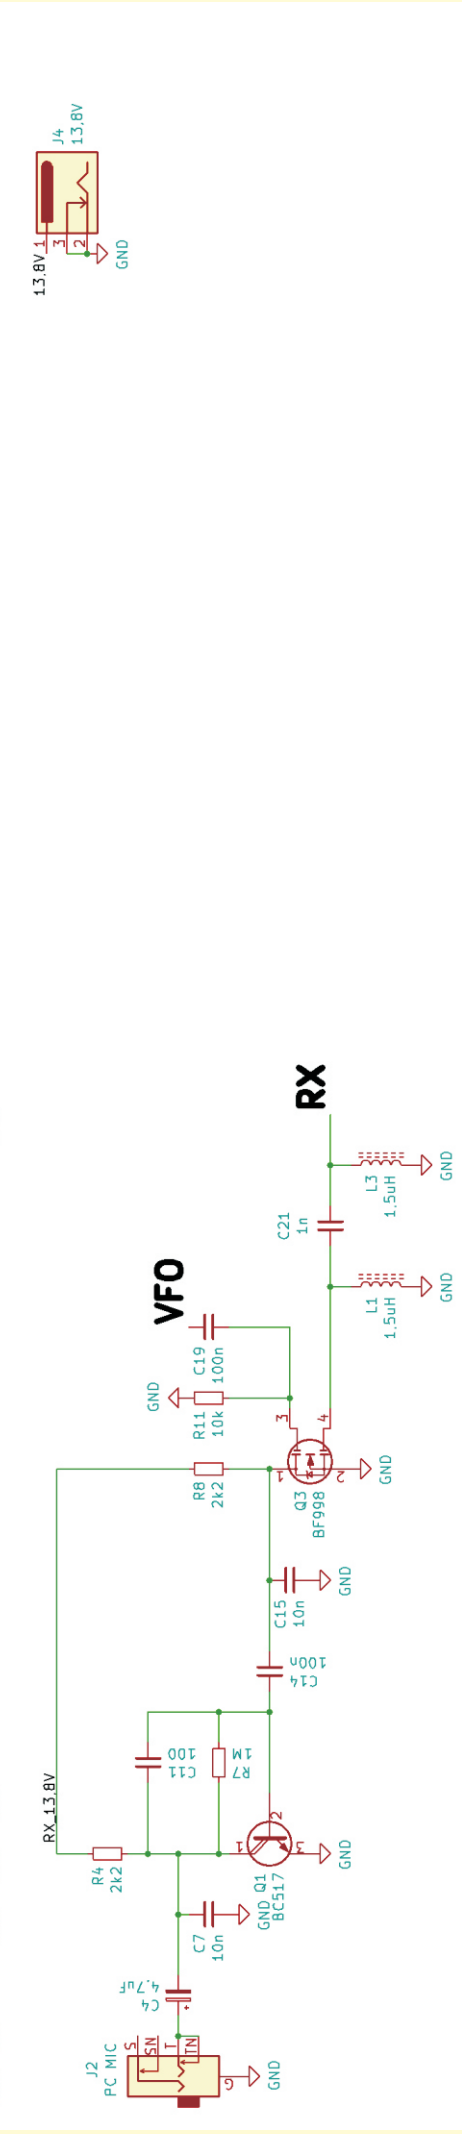 J4
13,8V
13.8V
1
3
2
GND
RX
GND
L3
1.5uH
C21
1n
GND
L1
1.5uH
VFO
C19
100n
GND
R11
10k
3
4
1
2
GND
Q3
BF998
R8
2k2
C15
10n
GND
C14
100n
C11
100
R7
1M
RX_13,8V
R4
2k2
2
1
3
GND
Q1
BC517
C7
10n
GND
C4
4.7uF
+
J2
PC MIC
S
SN
T
TN
G
GND